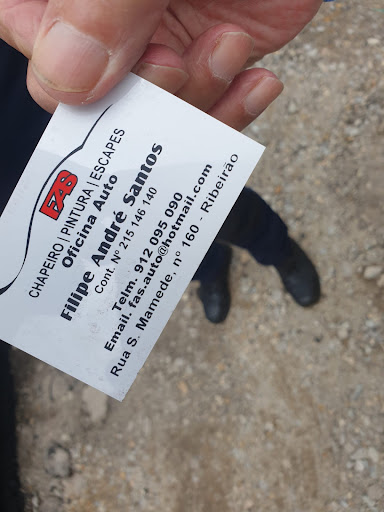 FAS
CHAPEIRO | PINTURA | ESCAPES
Oficina Auto
Filipe André Santos
Cont. Nº 215 146 140
Telm. 912 095 090
Email. fas.auto@hotmail.com
Rua S. Mamede, nº 160 - Ribeirão